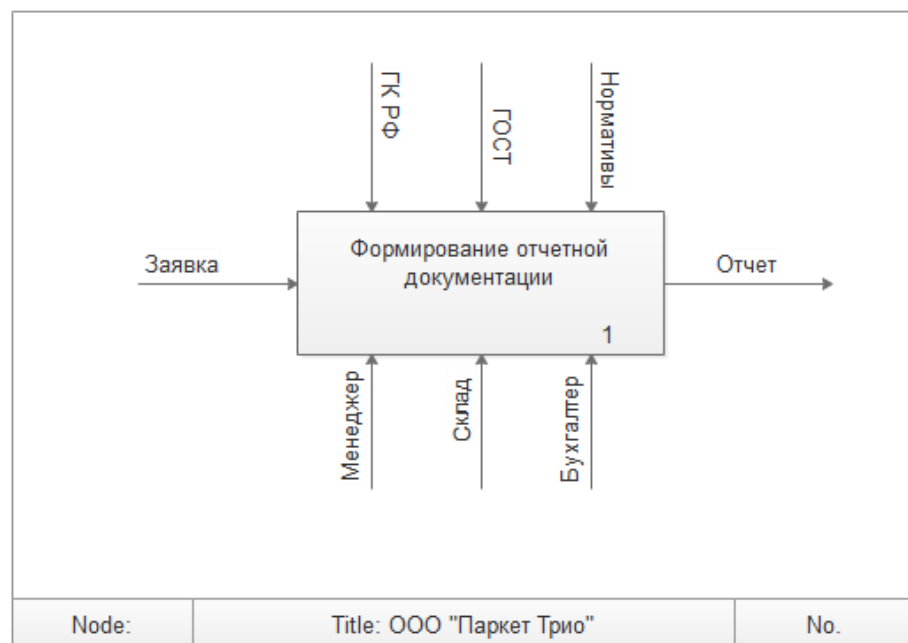 ГК РФ
ГОСТ
Нормативы
Заявка
Формирование отчетной
документации
1
Отчет
Менеджер
Склад
Бухгалтер
Node:
Title: ООО "Паркет Трио"
No.